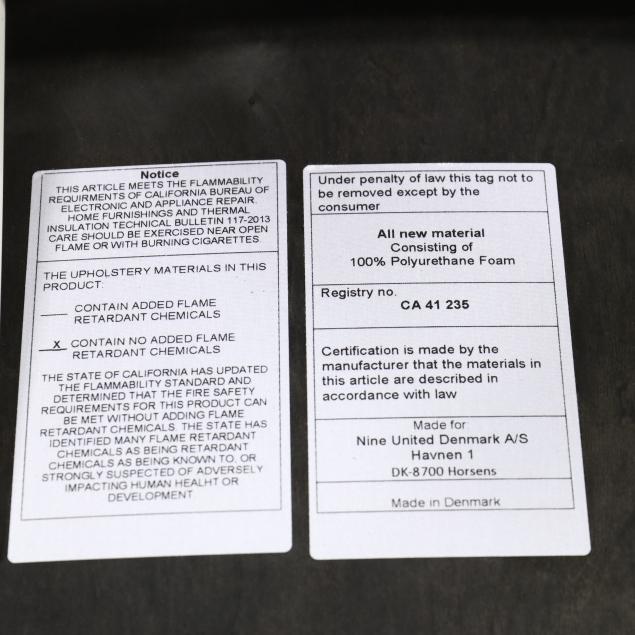 Notice
THIS ARTICLE MEETS THE FLAMMABILITY
REQUIRMENTS OF CALIFORNIA BUREAU OF
ELECTRONIC AND APPLIANCE REPAIR.
HOME FURNISHINGS AND THERMAL
INSULATION TECHNICAL BULLETIN 117-2013
CARE SHOULD BE EXERCISED NEAR OPEN
FLAME OR WITH BURNING CIGARETTES.
THE UPHOLSTERY MATERIALS IN THIS
PRODUCT:
___ CONTAIN ADDED FLAME
RETARDANT CHEMICALS
_X_ CONTAIN NO ADDED FLAME
RETARDANT CHEMICALS
THE STATE OF CALIFORNIA HAS UPDATED
THE FLAMMABILITY STANDARD AND
DETERMINED THAT THE FIRE SAFETY
REQUIREMENTS FOR THIS PRODUCT CAN
BE MET WITHOUT ADDING FLAME
RETARDANT CHEMICALS. THE STATE HAS
IDENTIFIED MANY FLAME RETARDANT
CHEMICALS AS BEING RETARDANT
CHEMICALS AS BEING KNOWN TO, OR
STRONGLY SUSPECTED OF ADVERSELY
IMPACTING HUMAN HEALHT OR
DEVELOPMENT
Under penalty of law this tag not to
be removed except by the
consumer
All new material
Consisting of
100% Polyurethane Foam
Registry no.
CA 41 235
Certification is made by the
manufacturer that the materials in
this article are described in
accordance with law
Made for:
Nine United Denmark A/S
Havnen 1
DK-8700 Horsens
Made in Denmark